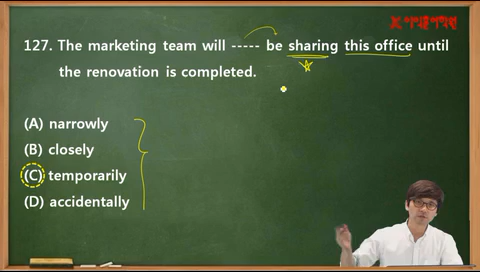 127. The marketing team will ----- be sharing this office until
the renovation is completed.
(A) narrowly
(B) closely
(C) temporarily
(D) accidentally